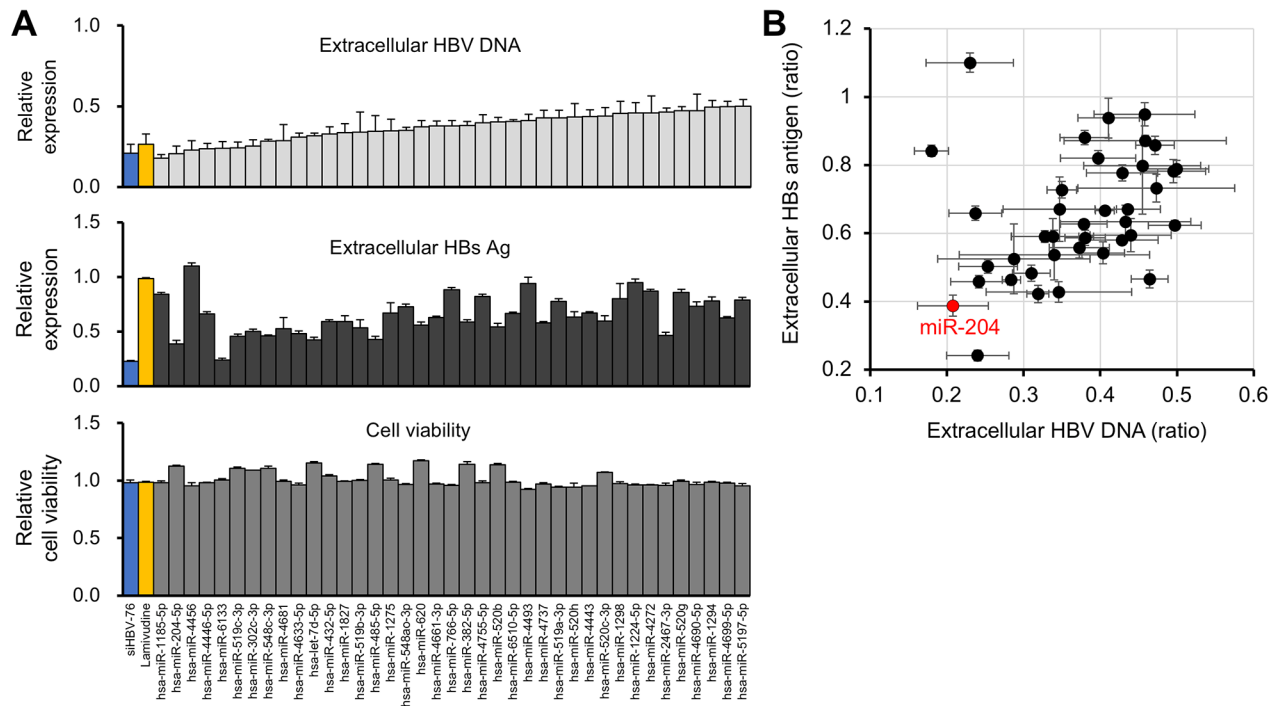 A
Extracellular HBV DNA
Relative
expression
1.0
0.5
0.0
Extracellular HBs Ag
Relative
expression
1.5
1.0
0.5
0.0
Cell viability
Relative
cell viability
1.5
1.0
0.5
0.0
siHBV-76
Lamivudine
hsa-miR-1185-5p
hsa-miR-204-5p
hsa-miR-4456
hsa-miR-4446-5p
hsa-miR-6133
hsa-miR-519c-3p
hsa-miR-302c-3p
hsa-miR-548c-3p
hsa-miR-4681
hsa-miR-4633-5p
hsa-let-7d-5p
hsa-miR-432-5p
hsa-miR-1827
hsa-miR-519b-3p
hsa-miR-485-5p
hsa-miR-1275
hsa-miR-548ao-3p
hsa-miR-620
hsa-miR-4661-3p
hsa-miR-766-5p
hsa-miR-382-5p
hsa-miR-4755-5p
hsa-miR-520b
hsa-miR-6510-5p
hsa-miR-4493
hsa-miR-4737
hsa-miR-519a-3p
hsa-miR-520h
hsa-miR-4443
hsa-miR-520c-3p
hsa-miR-1298
hsa-miR-1224-5p
hsa-miR-4272
hsa-miR-2467-3p
hsa-miR-520g
hsa-miR-4690-5p
hsa-miR-1294
hsa-miR-4699-5p
hsa-miR-5197-5p
B
Extracellular HBs antigen (ratio)
1.2
1
0.8
0.6
0.4
0.2
miR-204
0.1
0.2
0.3
0.4
0.5
0.6
Extracellular HBV DNA (ratio)